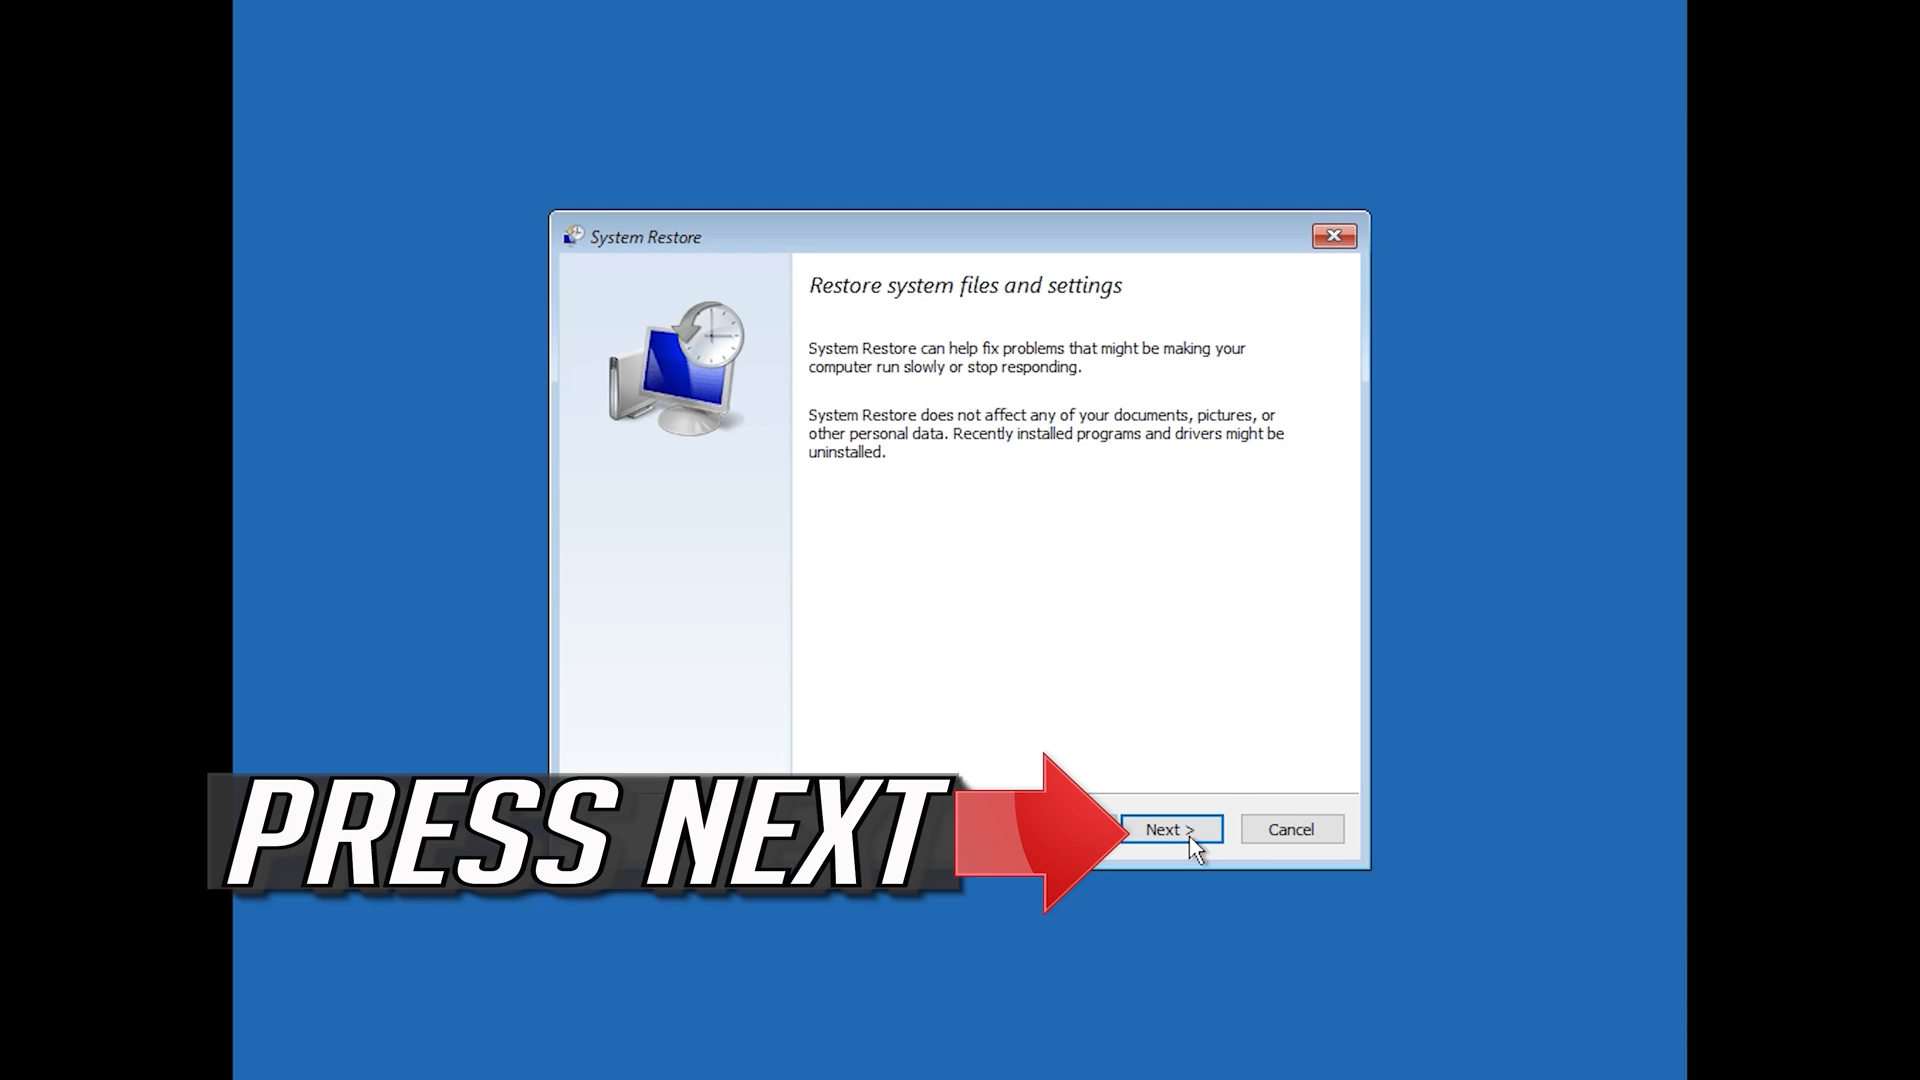 System Restore
Restore system files and settings
System Restore can help fix problems that might be making your
computer run slowly or stop responding.
System Restore does not affect any of your documents, pictures, or
other personal data. Recently installed programs and drivers might be
uninstalled.
PRESS NEXT
Next >
Cancel